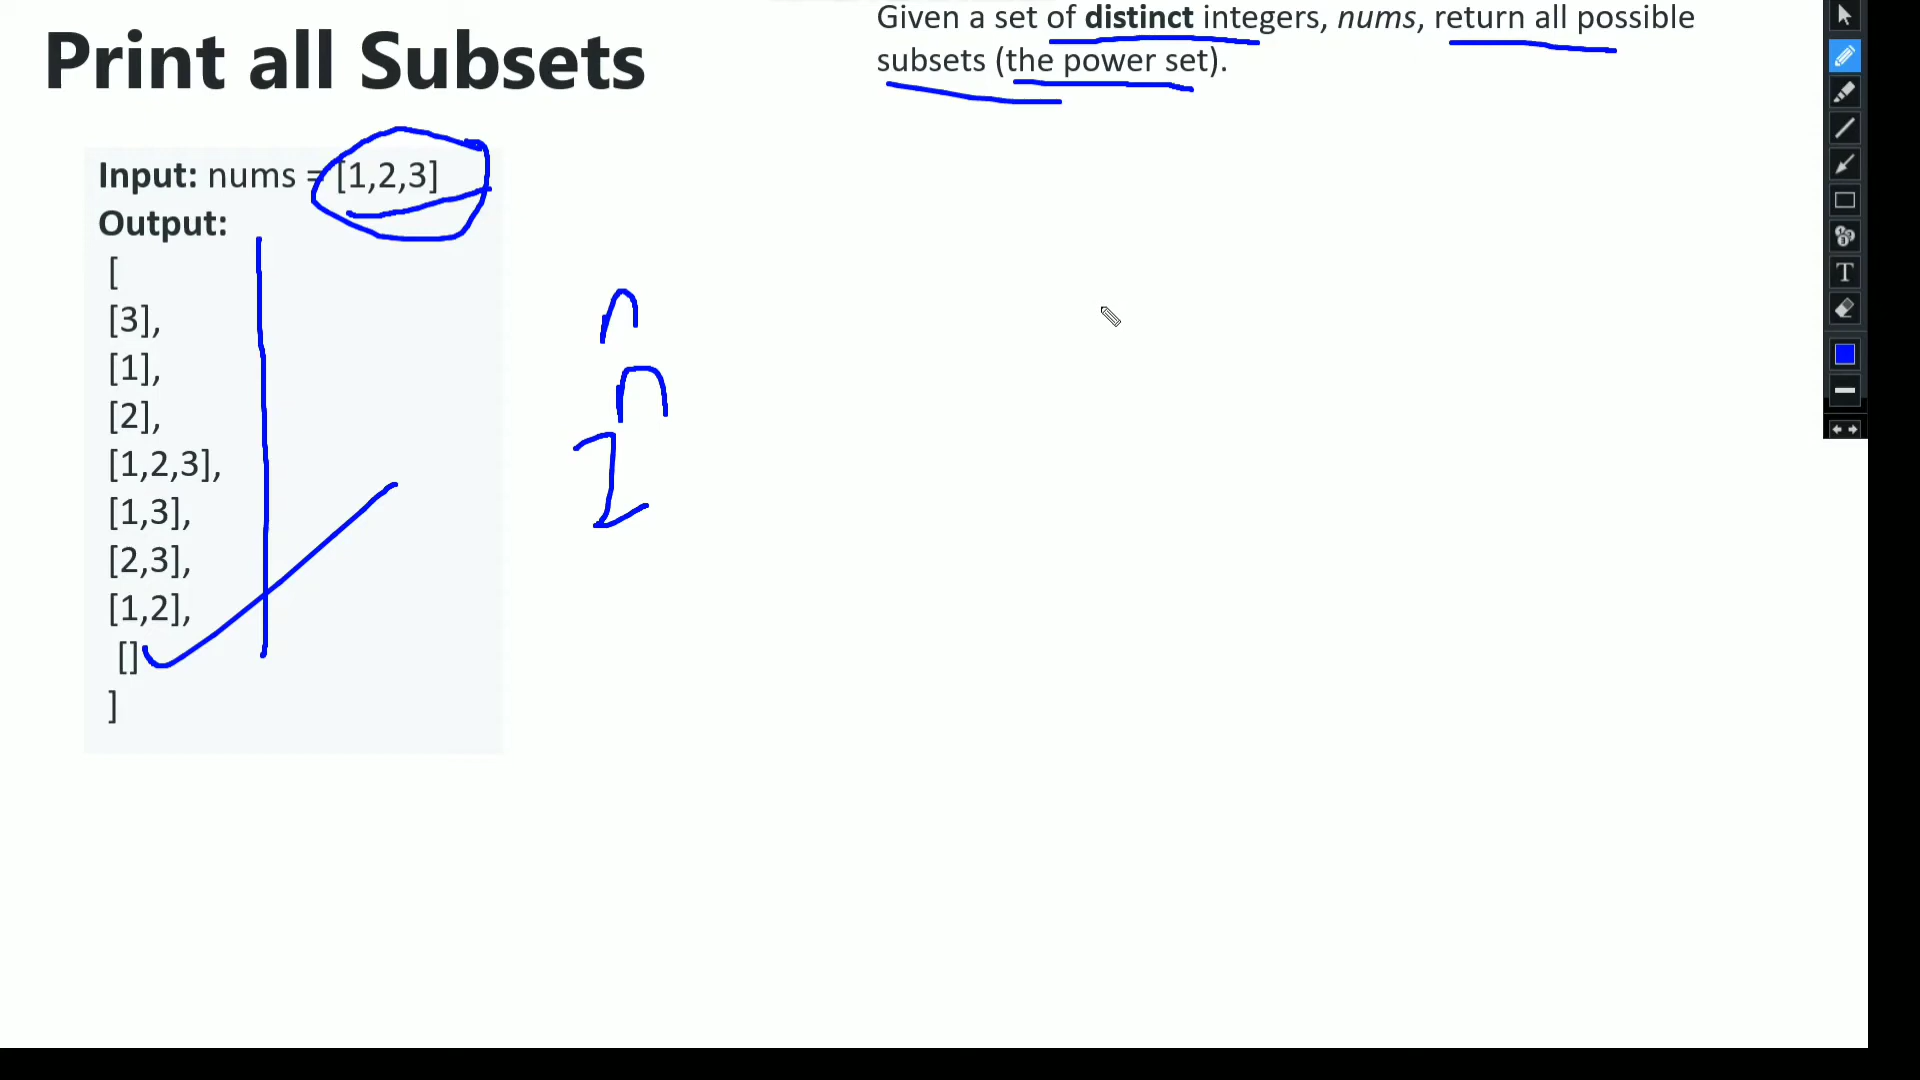 Print all Subsets
Given a set of distinct integers, nums, return all possible
subsets (the power set).
Input: nums = [1,2,3]
Output:
[
[3],
[1],
[2],
[1,2,3],
[1,3],
[2,3],
[1,2],
[]
]
n
n
2